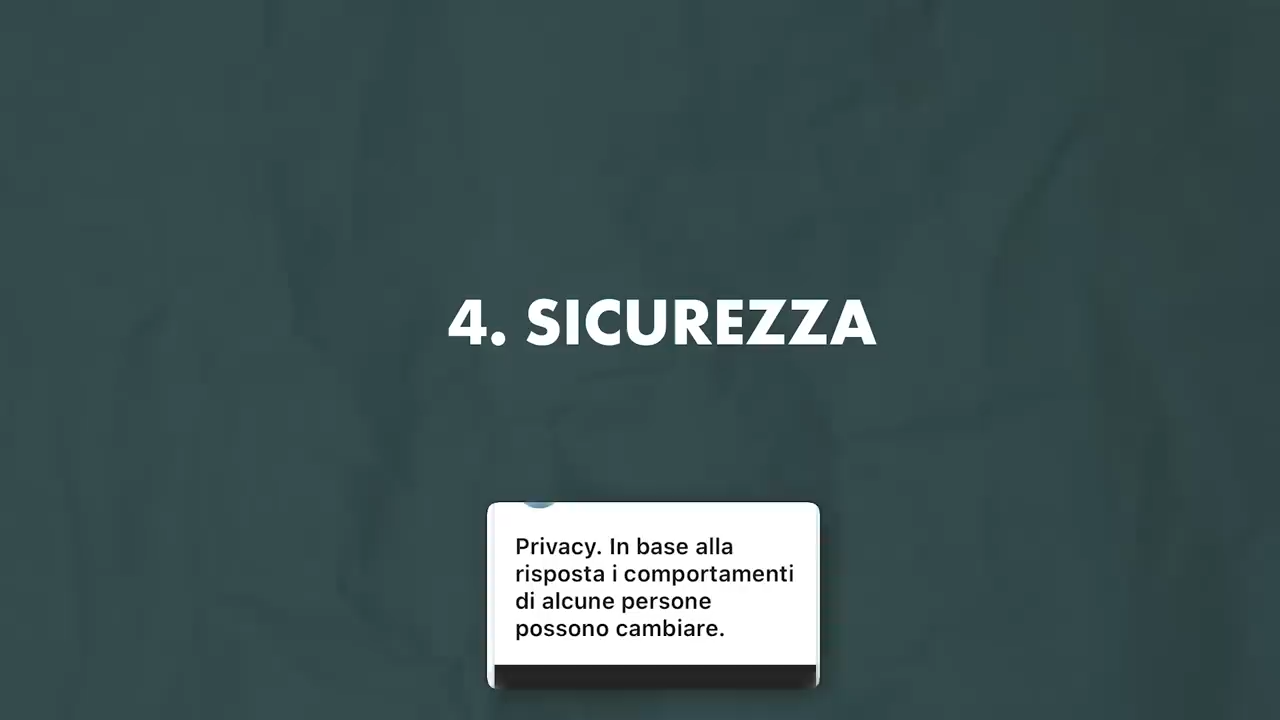 4. SICUREZZA
Privacy. In base alla
risposta i comportamenti
di alcune persone
possono cambiare.